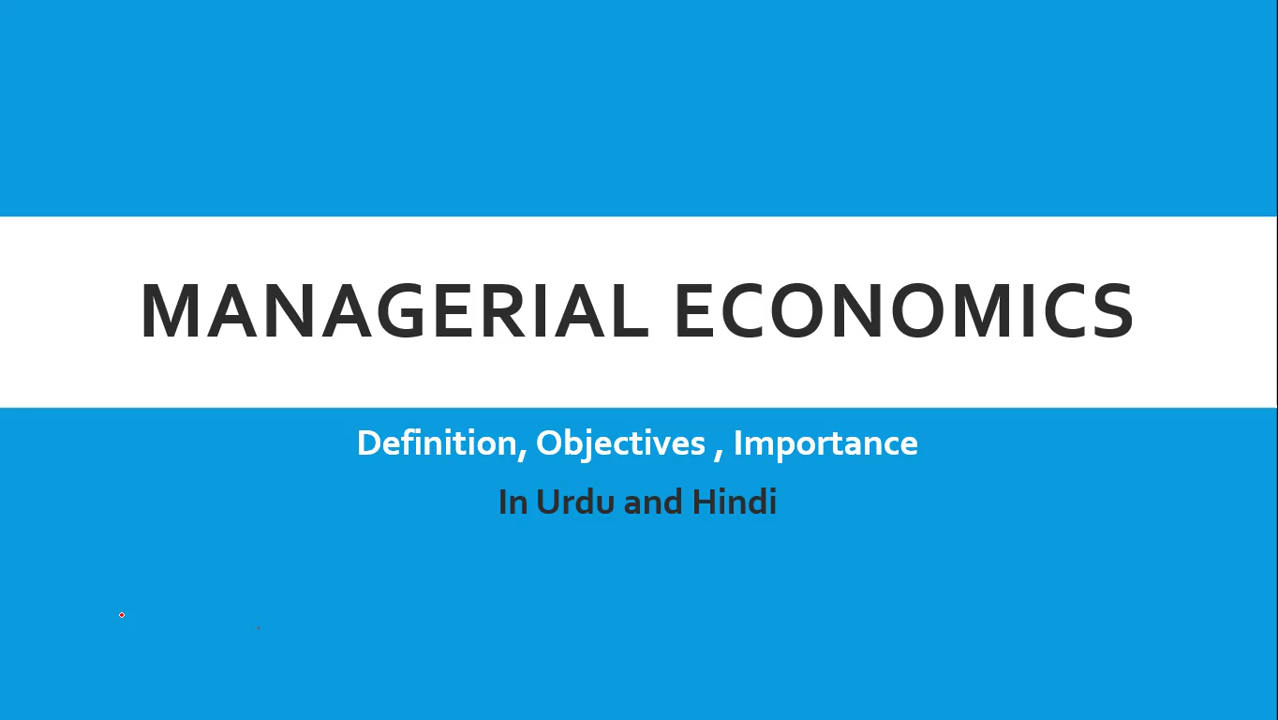 MANAGERIAL ECONOMICS
Definition, Objectives , Importance
In Urdu and Hindi